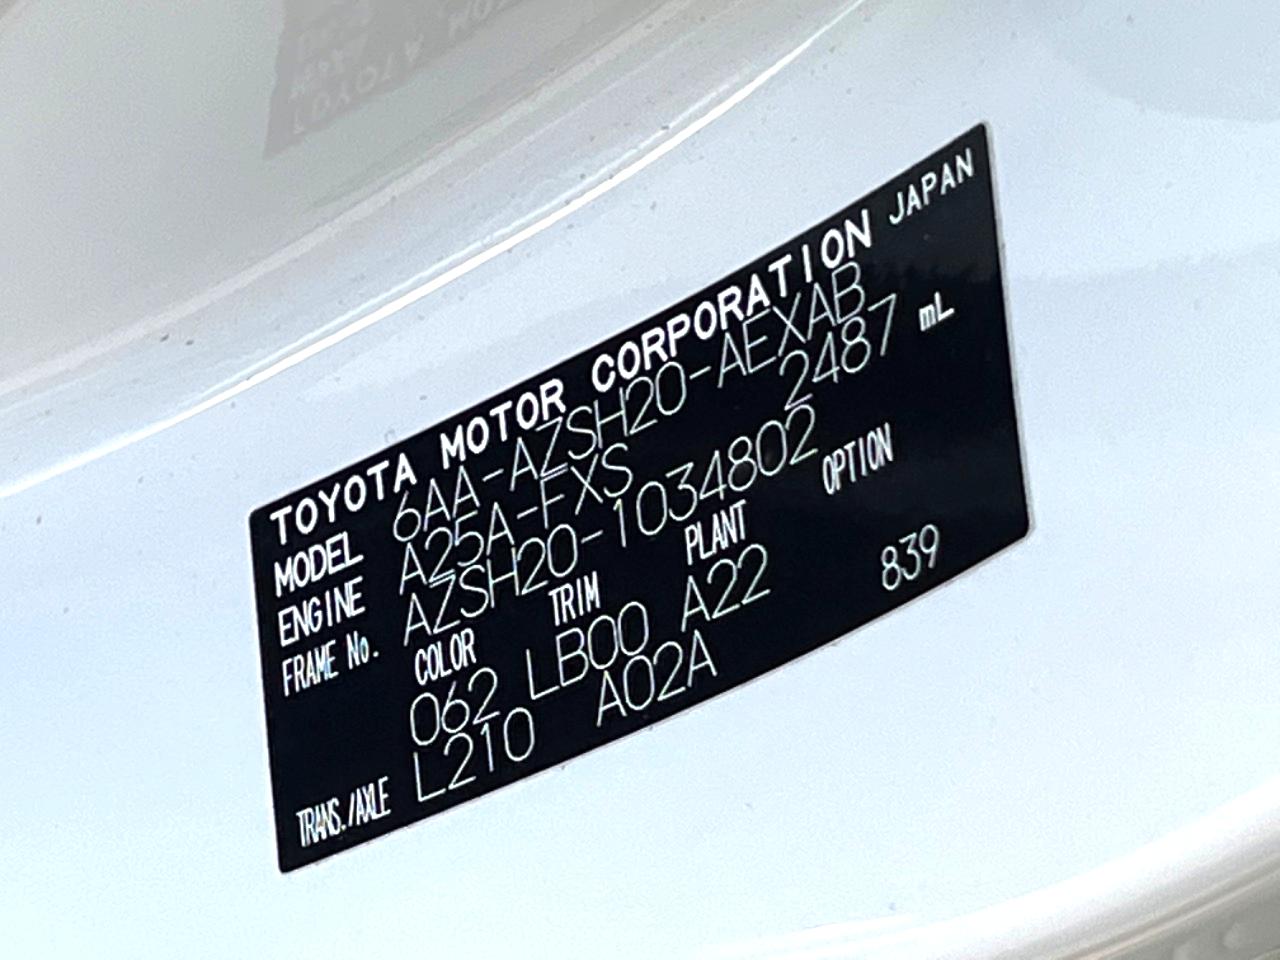 TOYOTA MOTOR CORPORATION JAPAN
MODEL 6AA-AZSH20-AEXAB
ENGINE A25A-FXS 2487 mL
FRAME No. AZSH20-1034802
COLOR TRIM PLANT OPTION
062 LB00 A22 839
TRANS./AXLE L210 A02A